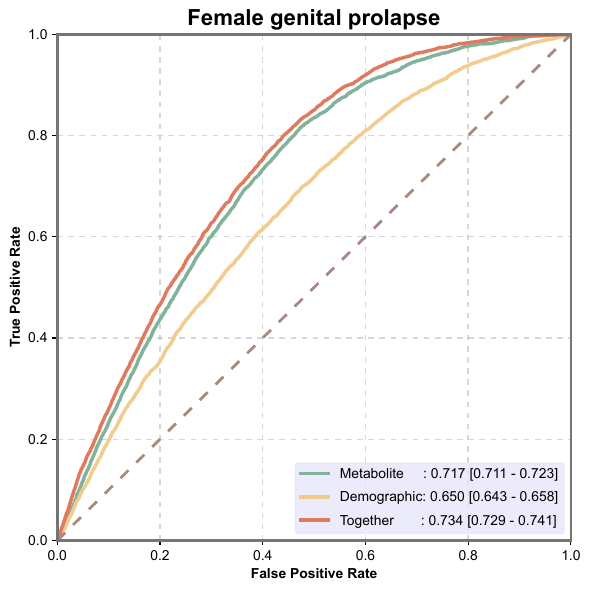 Female genital prolapse
1.0
0.8
0.6
0.4
0.2
0.0
True Positive Rate
Metabolite : 0.717 [0.711 - 0.723]
Demographic: 0.650 [0.643 - 0.658]
Together : 0.734 [0.729 - 0.741]
0.0 0.2 0.4 0.6 0.8 1.0
False Positive Rate